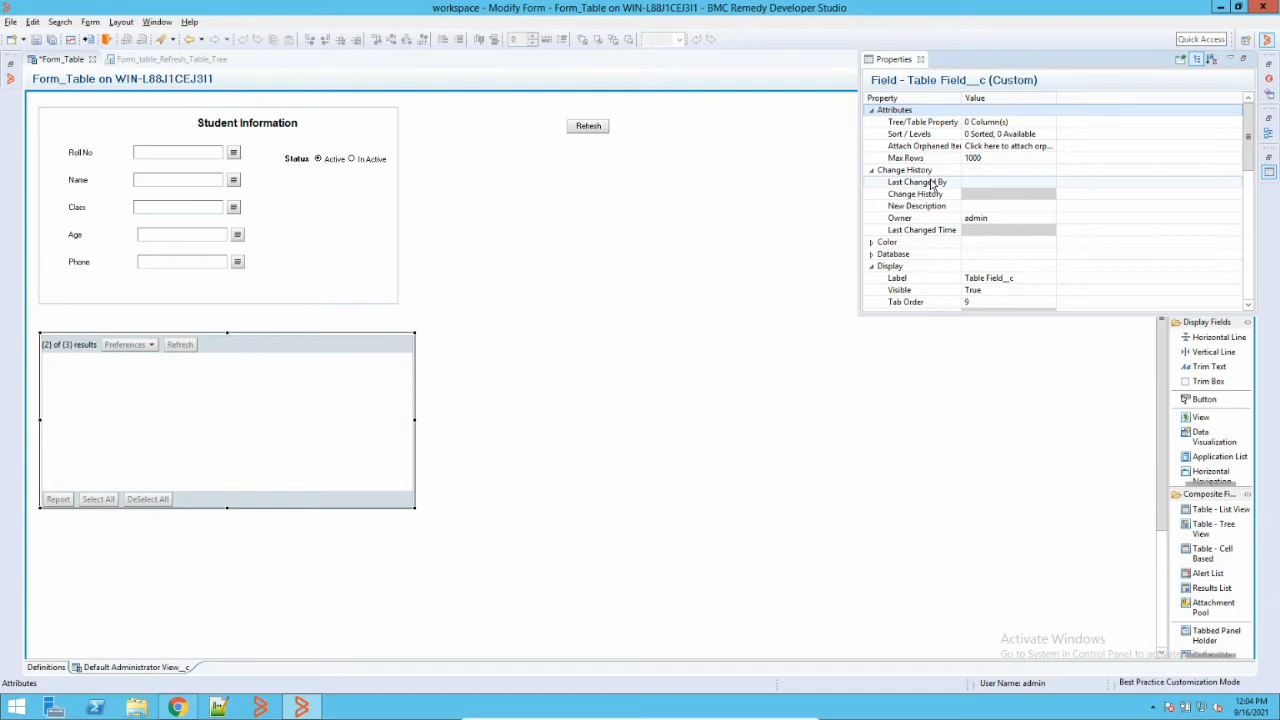 workspace - Modify Form - Form_Table on WIN-L88J1CEJ3I1 - BMC Remedy Developer Studio
File Edit Search Form Layout Window Help
0
Quick Access
*Form_Table
Form_table_Refresh_Table_Tree
Form_Table on WIN-L88J1CEJ3I1
Student Information
Refresh
Roll No
Status Active In Active
Name
Class
Age
Phone
{2} of {3} results Preferences Refresh
Report Select All DeSelect All
Properties
Field - Table Field__c (Custom)
Property Value
Attributes
Tree/Table Property 0 Column(s)
Sort / Levels 0 Sorted, 0 Available
Attach Orphaned Iter Click here to attach orp...
Max Rows 1000
Change History
Last Changed By
Change History
New Description
Owner admin
Last Changed Time
Color
Database
Display
Label Table Field__c
Visible True
Tab Order 9
Display Fields
Horizontal Line
Vertical Line
Trim Text
Trim Box
Button
View
Data
Visualization
Application List
Horizontal
Navigation
Composite Fi...
Table - List View
Table - Tree
View
Table - Cell
Based
Alert List
Results List
Attachment
Pool
Tabbed Panel
Holder
Activate Windows
Go to System in Control Panel to activate
Definitions Default Administrator View__c
Attributes
User Name: admin
Best Practice Customization Mode
12:04 PM
9/16/2021